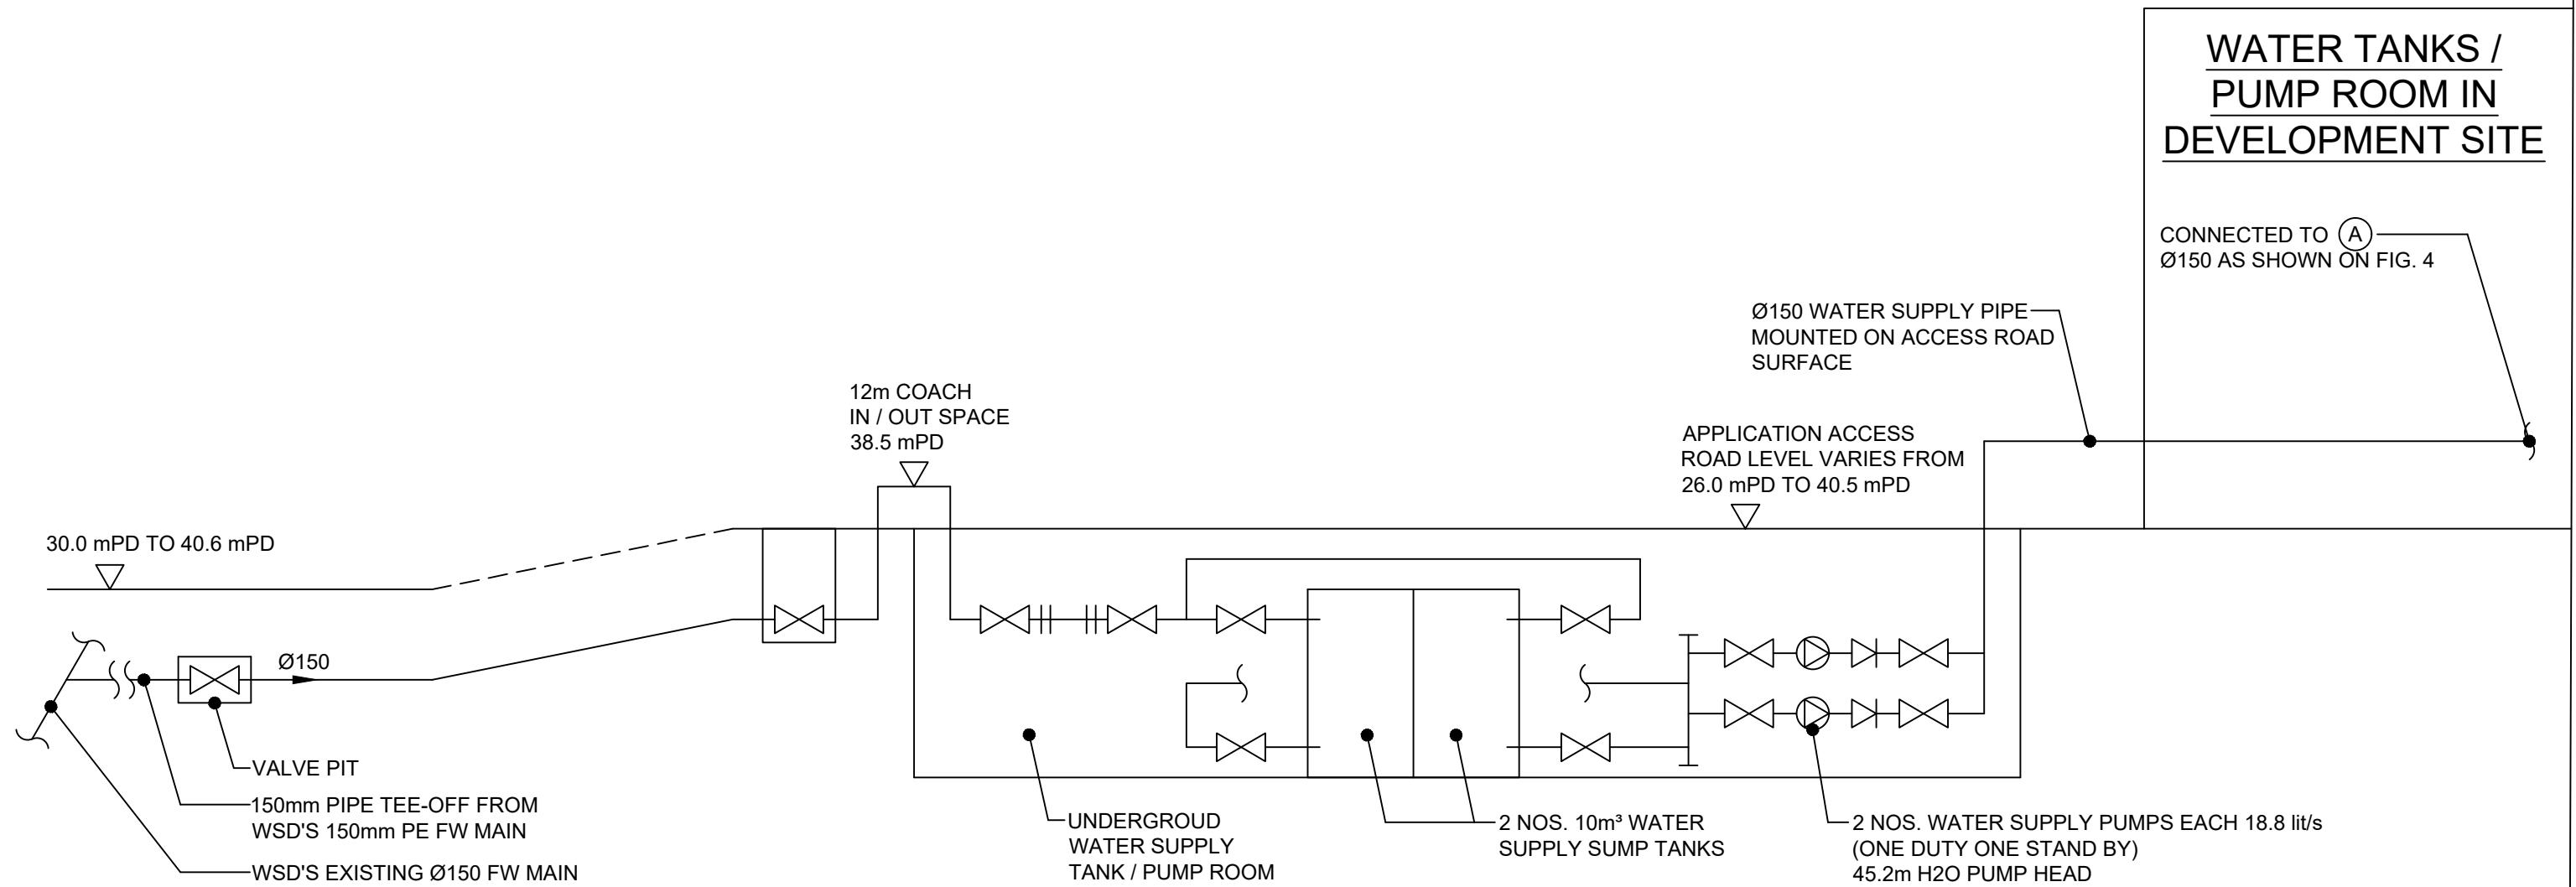 WATER TANKS /
PUMP ROOM IN
DEVELOPMENT SITE
CONNECTED TO A
Ø150 AS SHOWN ON FIG. 4
Ø150 WATER SUPPLY PIPE
MOUNTED ON ACCESS ROAD
SURFACE
12m COACH
IN / OUT SPACE
38.5 mPD
APPLICATION ACCESS
ROAD LEVEL VARIES FROM
26.0 mPD TO 40.5 mPD
30.0 mPD TO 40.6 mPD
Ø150
VALVE PIT
150mm PIPE TEE-OFF FROM
WSD'S 150mm PE FW MAIN
WSD'S EXISTING Ø150 FW MAIN
UNDERGROUD
WATER SUPPLY
TANK / PUMP ROOM
2 NOS. 10m³ WATER
SUPPLY SUMP TANKS
2 NOS. WATER SUPPLY PUMPS EACH 18.8 lit/s
(ONE DUTY ONE STAND BY)
45.2m H2O PUMP HEAD